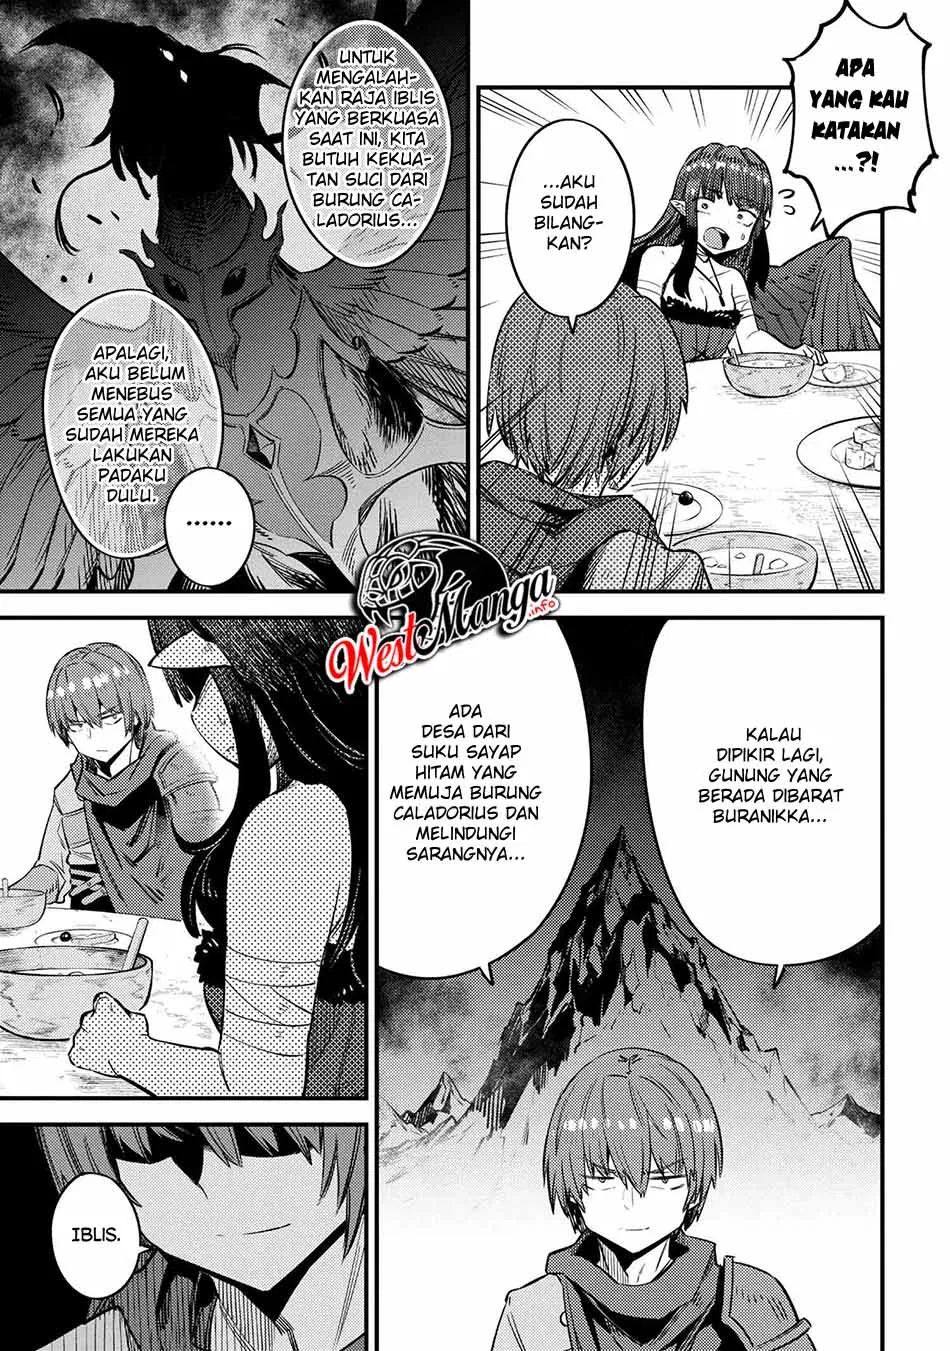 APA
YANG KAU
KATAKAN
...?!
...AKU
SUDAH
BILANG-
KAN?
UNTUK
MENGALAH-
KAN RAJA IBLIS
YANG BERKUASA
SAAT INI, KITA
BUTUH KEKUA-
TAN SUCI DARI
BURUNG CA-
LADORIUS...
APALAGI,
AKU BELUM
MENEBUS
SEMUA YANG
SUDAH MEREKA
LAKUKAN
PADAKU
DULU.
......
WestManga
.info
KALAU
DIPIKIR LAGI,
GUNUNG YANG
BERADA DIBARAT
BURANIKKA...
ADA
DESA DARI
SUKU SAYAP
HITAM YANG
MEMUJA BURUNG
CALADORIUS DAN
MELINDUNGI
SARANGNYA...
IBLIS.